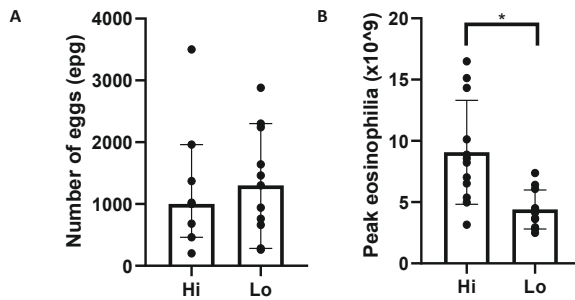 A
Number of eggs (epg)
4000
3000
2000
1000
0
Hi Lo
B
Peak eosinophilia (x10^9)
*
20
15
10
5
0
Hi Lo